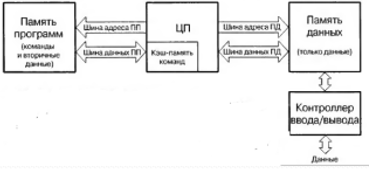 Память
программ
(команды
и вторичные
данные)
Шина адреса ПП
Шина данных ПП
ЦП
Кэш-память
команд
Шина адреса ПД
Шина данных ПД
Память
данных
(только данные)
Контроллер
ввода/вывода
Данные